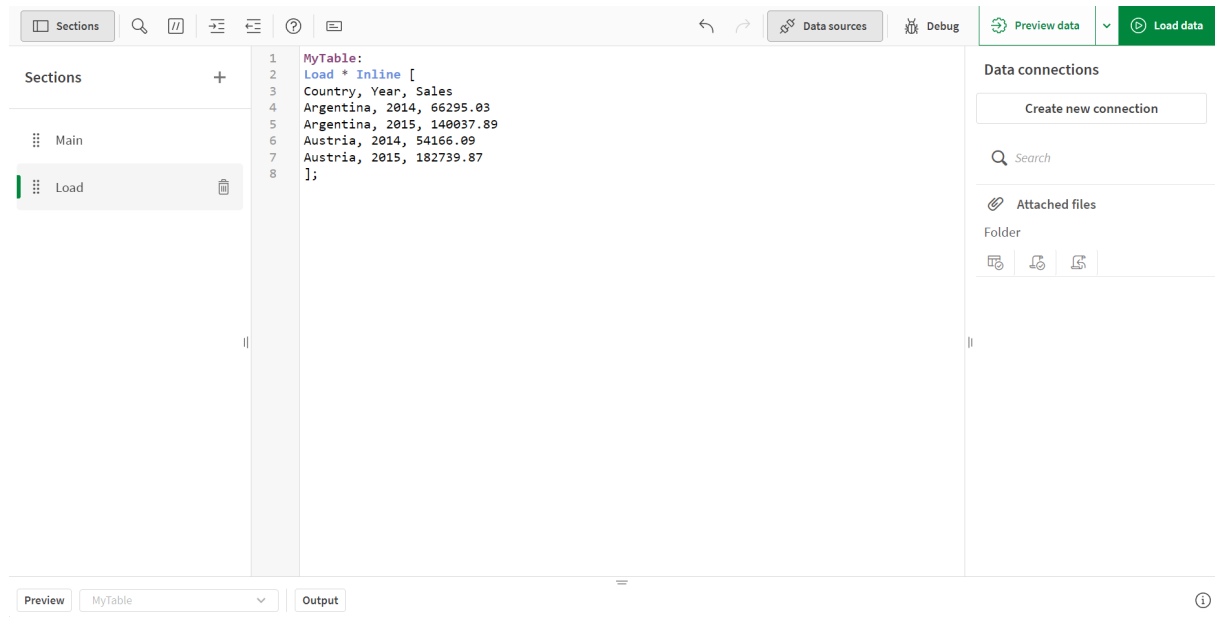 Sections
//
?
Data sources
Debug
Preview data
Load data
Sections
+
Main
Load
1 MyTable:
2 Load * Inline [
3 Country, Year, Sales
4 Argentina, 2014, 66295.03
5 Argentina, 2015, 140037.89
6 Austria, 2014, 54166.09
7 Austria, 2015, 182739.87
8 ];
Data connections
Create new connection
Search
Attached files
Folder
Preview
MyTable
Output